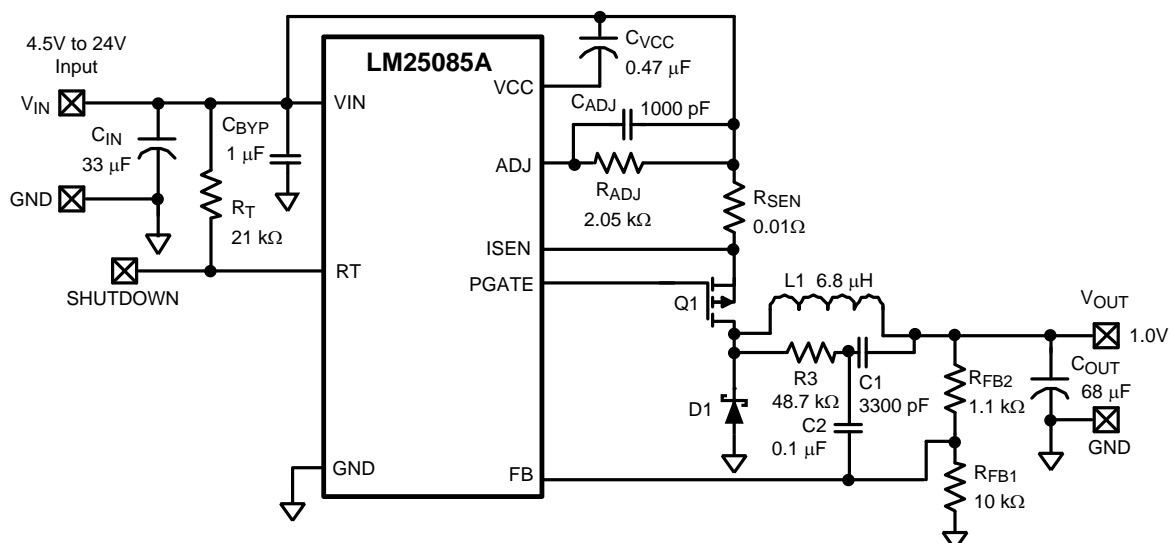 4.5V to 24V
Input
VIN
GND
CIN
33 μF
CBYP
1 μF
RT
21 kΩ
SHUTDOWN
LM25085A
VIN
RT
GND
VCC
ADJ
ISEN
PGATE
FB
CVCC
0.47 μF
CADJ
1000 pF
RADJ
2.05 kΩ
RSEN
0.01Ω
Q1
L1 6.8 μH
R3
48.7 kΩ
C1
3300 pF
C2
0.1 μF
D1
VOUT
1.0V
RFB2
1.1 kΩ
COUT
68 μF
GND
RFB1
10 kΩ